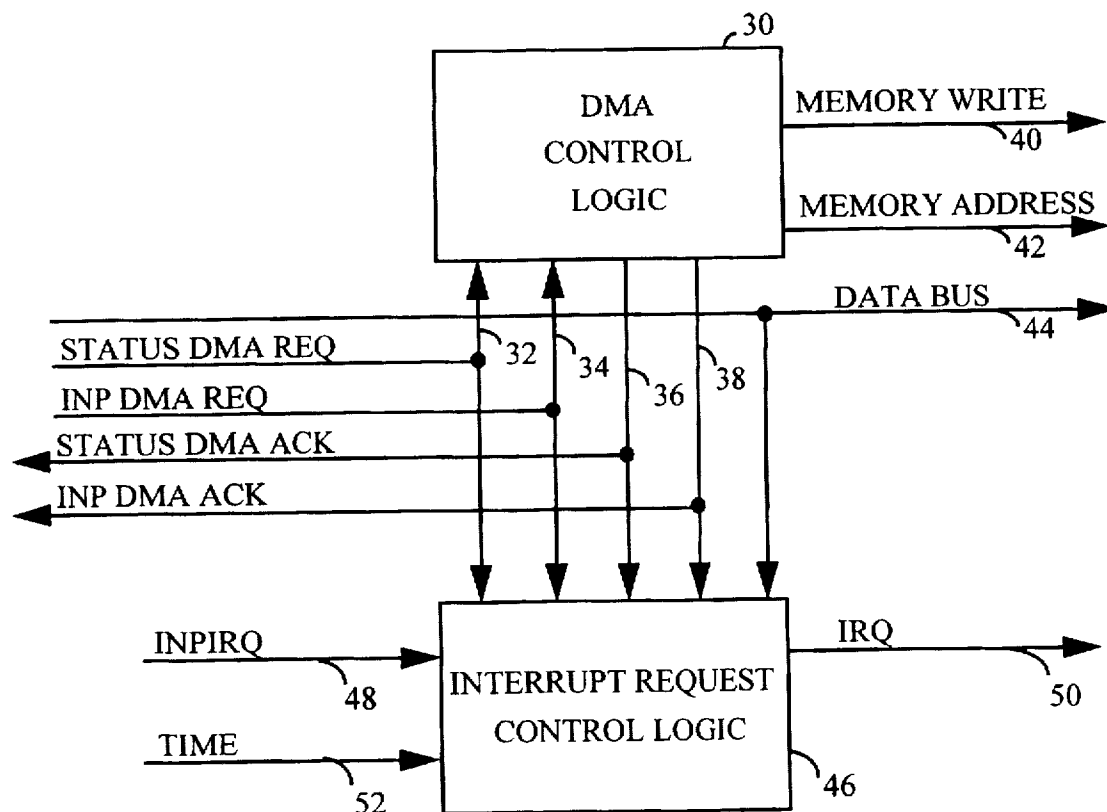 30
DMA
CONTROL
LOGIC
MEMORY WRITE
40
MEMORY ADDRESS
42
DATA BUS
44
STATUS DMA REQ
32
34
36
38
INP DMA REQ
STATUS DMA ACK
INP DMA ACK
INPIRQ
48
INTERRUPT REQUEST
CONTROL LOGIC
IRQ
50
TIME
52
46